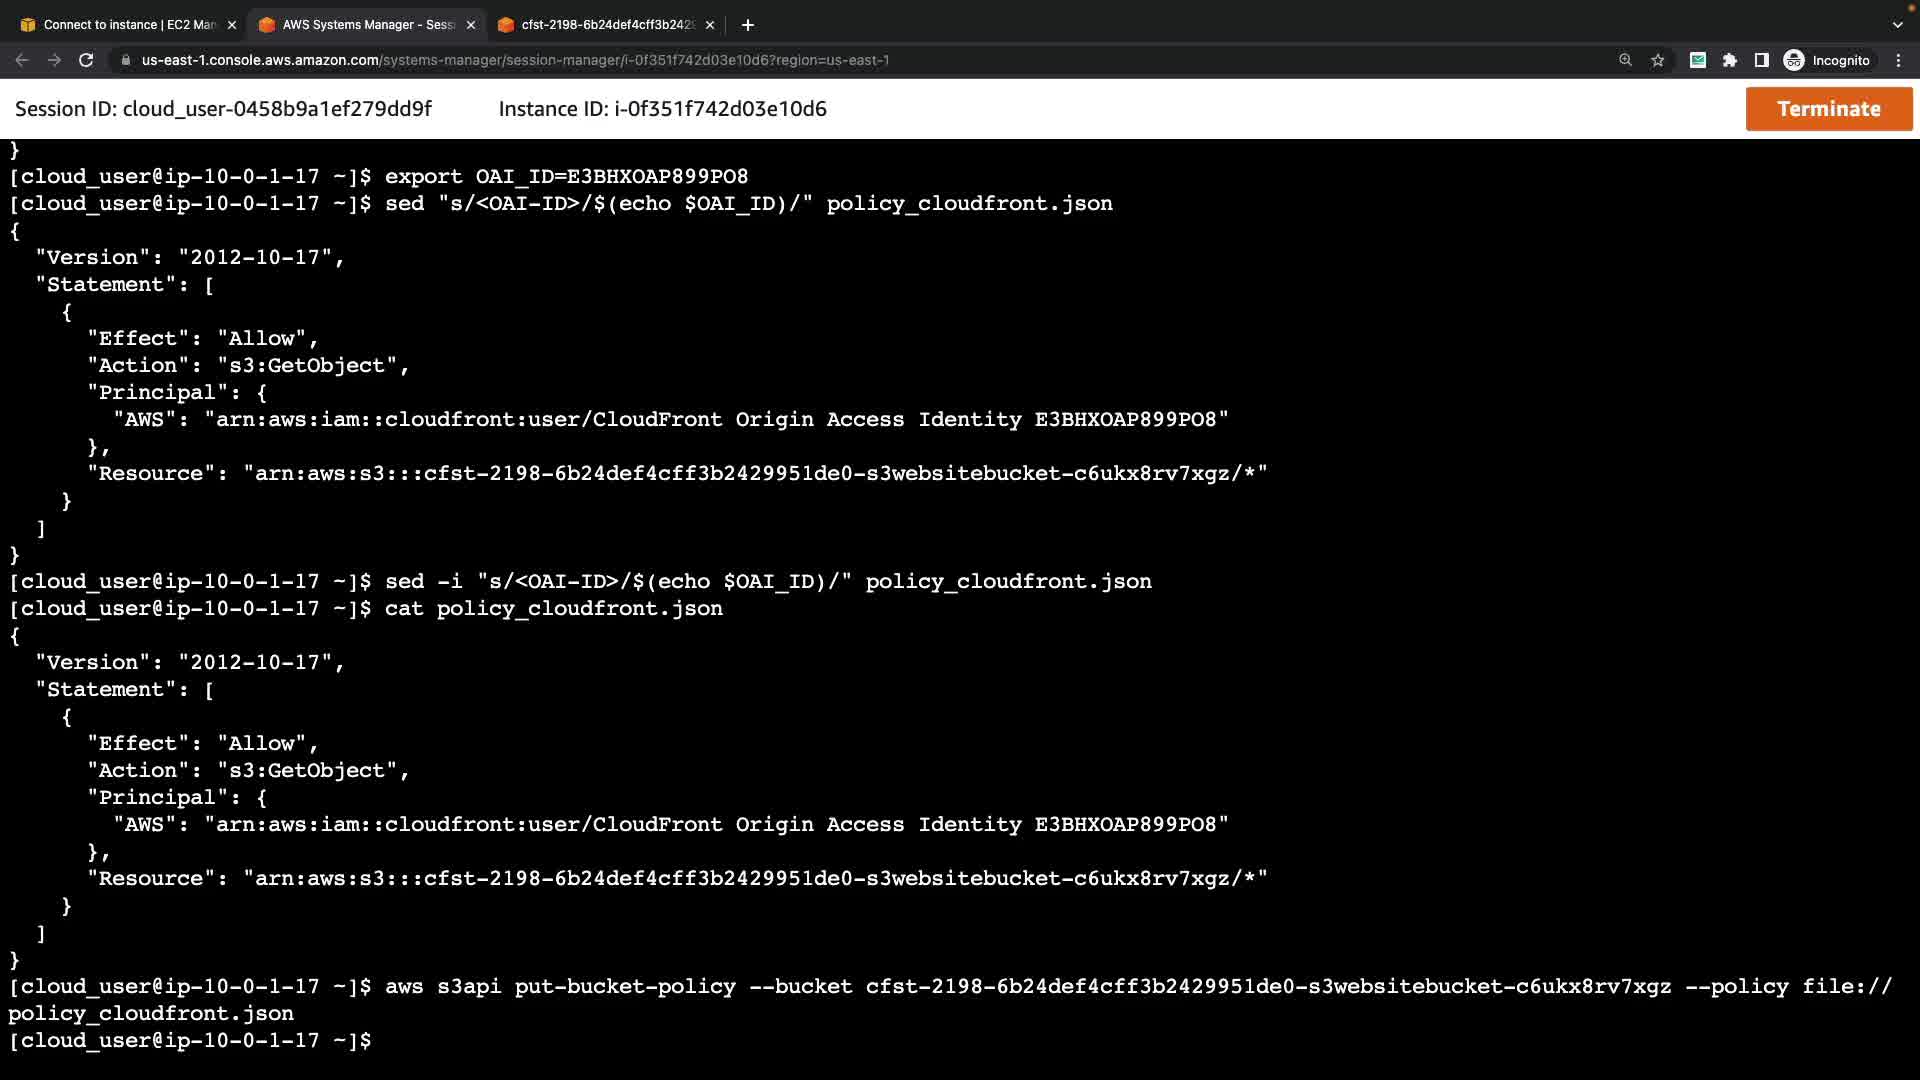 Connect to instance | EC2 Man
AWS Systems Manager - Sessi
cfst-2198-6b24def4cff3b2429
us-east-1.console.aws.amazon.com/systems-manager/session-manager/i-0f351f742d03e10d6?region=us-east-1
Incognito
Session ID: cloud_user-0458b9a1ef279dd9f
Instance ID: i-0f351f742d03e10d6
Terminate
}
[cloud_user@ip-10-0-1-17 ~]$ export OAI_ID=E3BHXOAP899PO8
[cloud_user@ip-10-0-1-17 ~]$ sed "s/<OAI-ID>/$(echo $OAI_ID)/" policy_cloudfront.json
{
  "Version": "2012-10-17",
  "Statement": [
    {
      "Effect": "Allow",
      "Action": "s3:GetObject",
      "Principal": {
        "AWS": "arn:aws:iam::cloudfront:user/CloudFront Origin Access Identity E3BHXOAP899PO8"
      },
      "Resource": "arn:aws:s3:::cfst-2198-6b24def4cff3b2429951de0-s3websitebucket-c6ukx8rv7xgz/*"
    }
  ]
}
[cloud_user@ip-10-0-1-17 ~]$ sed -i "s/<OAI-ID>/$(echo $OAI_ID)/" policy_cloudfront.json
[cloud_user@ip-10-0-1-17 ~]$ cat policy_cloudfront.json
{
  "Version": "2012-10-17",
  "Statement": [
    {
      "Effect": "Allow",
      "Action": "s3:GetObject",
      "Principal": {
        "AWS": "arn:aws:iam::cloudfront:user/CloudFront Origin Access Identity E3BHXOAP899PO8"
      },
      "Resource": "arn:aws:s3:::cfst-2198-6b24def4cff3b2429951de0-s3websitebucket-c6ukx8rv7xgz/*"
    }
  ]
}
[cloud_user@ip-10-0-1-17 ~]$ aws s3api put-bucket-policy --bucket cfst-2198-6b24def4cff3b2429951de0-s3websitebucket-c6ukx8rv7xgz --policy file://
policy_cloudfront.json
[cloud_user@ip-10-0-1-17 ~]$